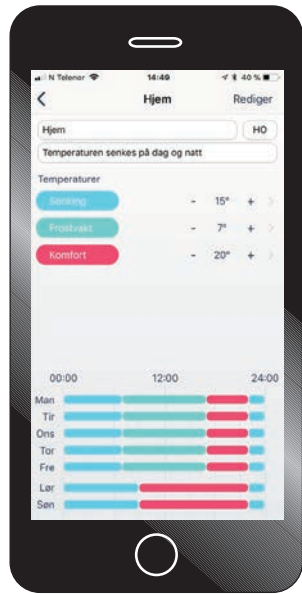 N Telenor 14:49 40 %
Hjem Rediger
Hjem HO
Temperaturen senkes på dag og natt
Temperaturer
Senking - 15° +
Frostvakt - 7° +
Komfort - 20° +
00:00 12:00 24:00
Man
Tir
Ons
Tor
Fre
Lør
Søn